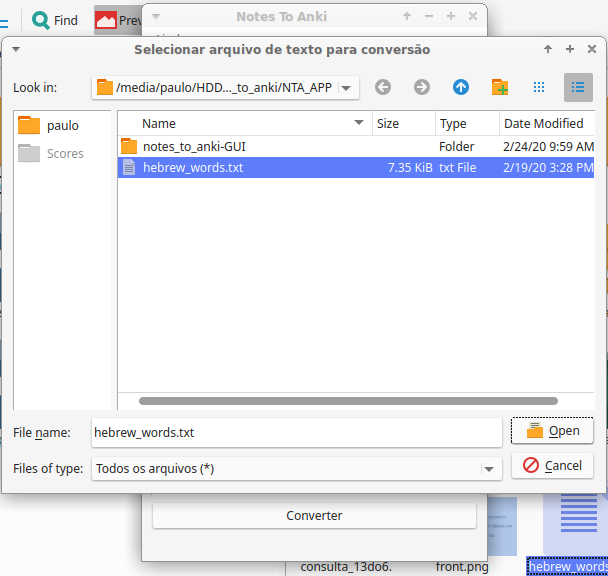 Find
Prev
Notes To Anki
Selecionar arquivo de texto para conversão
Look in:
/media/paulo/HDD..._to_anki/NTA_APP
paulo
Scores
Name Size Type Date Modified
notes_to_anki-GUI Folder 2/24/20 9:59 AM
hebrew_words.txt 7.35 KiB txt File 2/19/20 3:28 PM
File name: hebrew_words.txt Open
Files of type: Todos os arquivos (*) Cancel
Converter
consulta_13do6. front.png hebrew_words